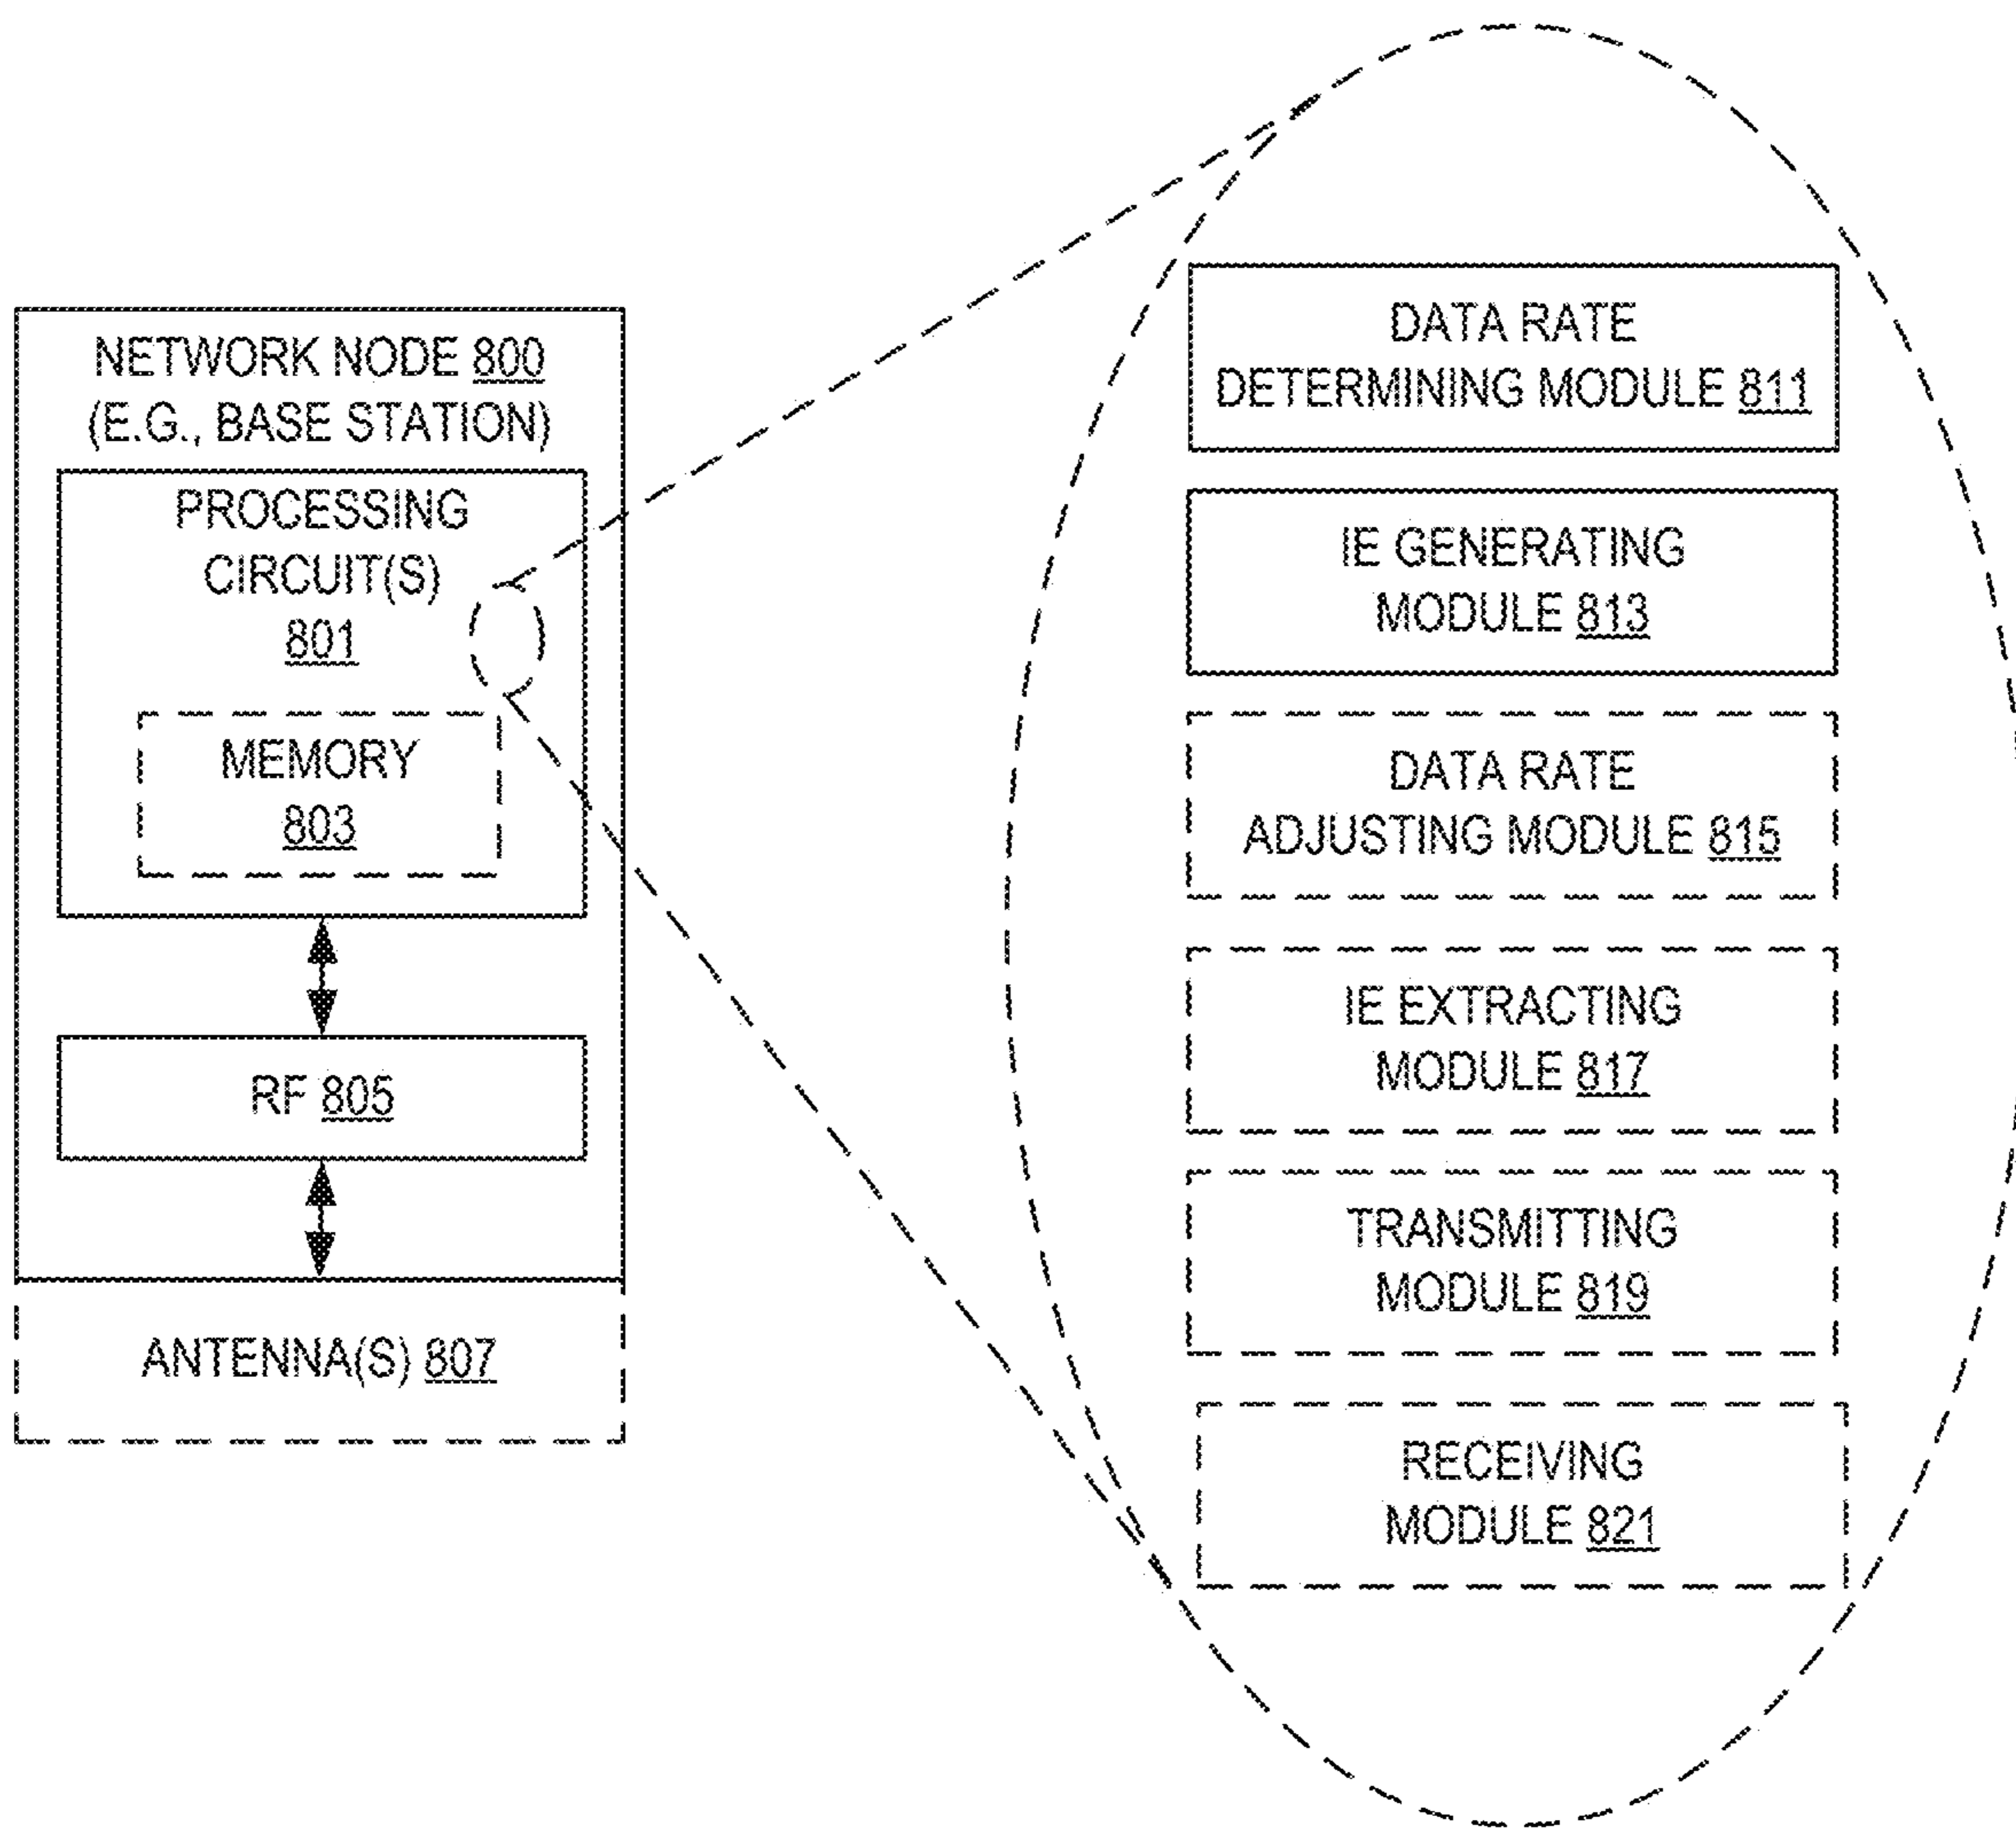 NETWORK NODE 800
(E.G., BASE STATION)
PROCESSING
CIRCUIT(S)
801
MEMORY
803
RF 805
ANTENNA(S) 807
DATA RATE
DETERMINING MODULE 811
IE GENERATING
MODULE 813
DATA RATE
ADJUSTING MODULE 815
IE EXTRACTING
MODULE 817
TRANSMITTING
MODULE 819
RECEIVING
MODULE 821